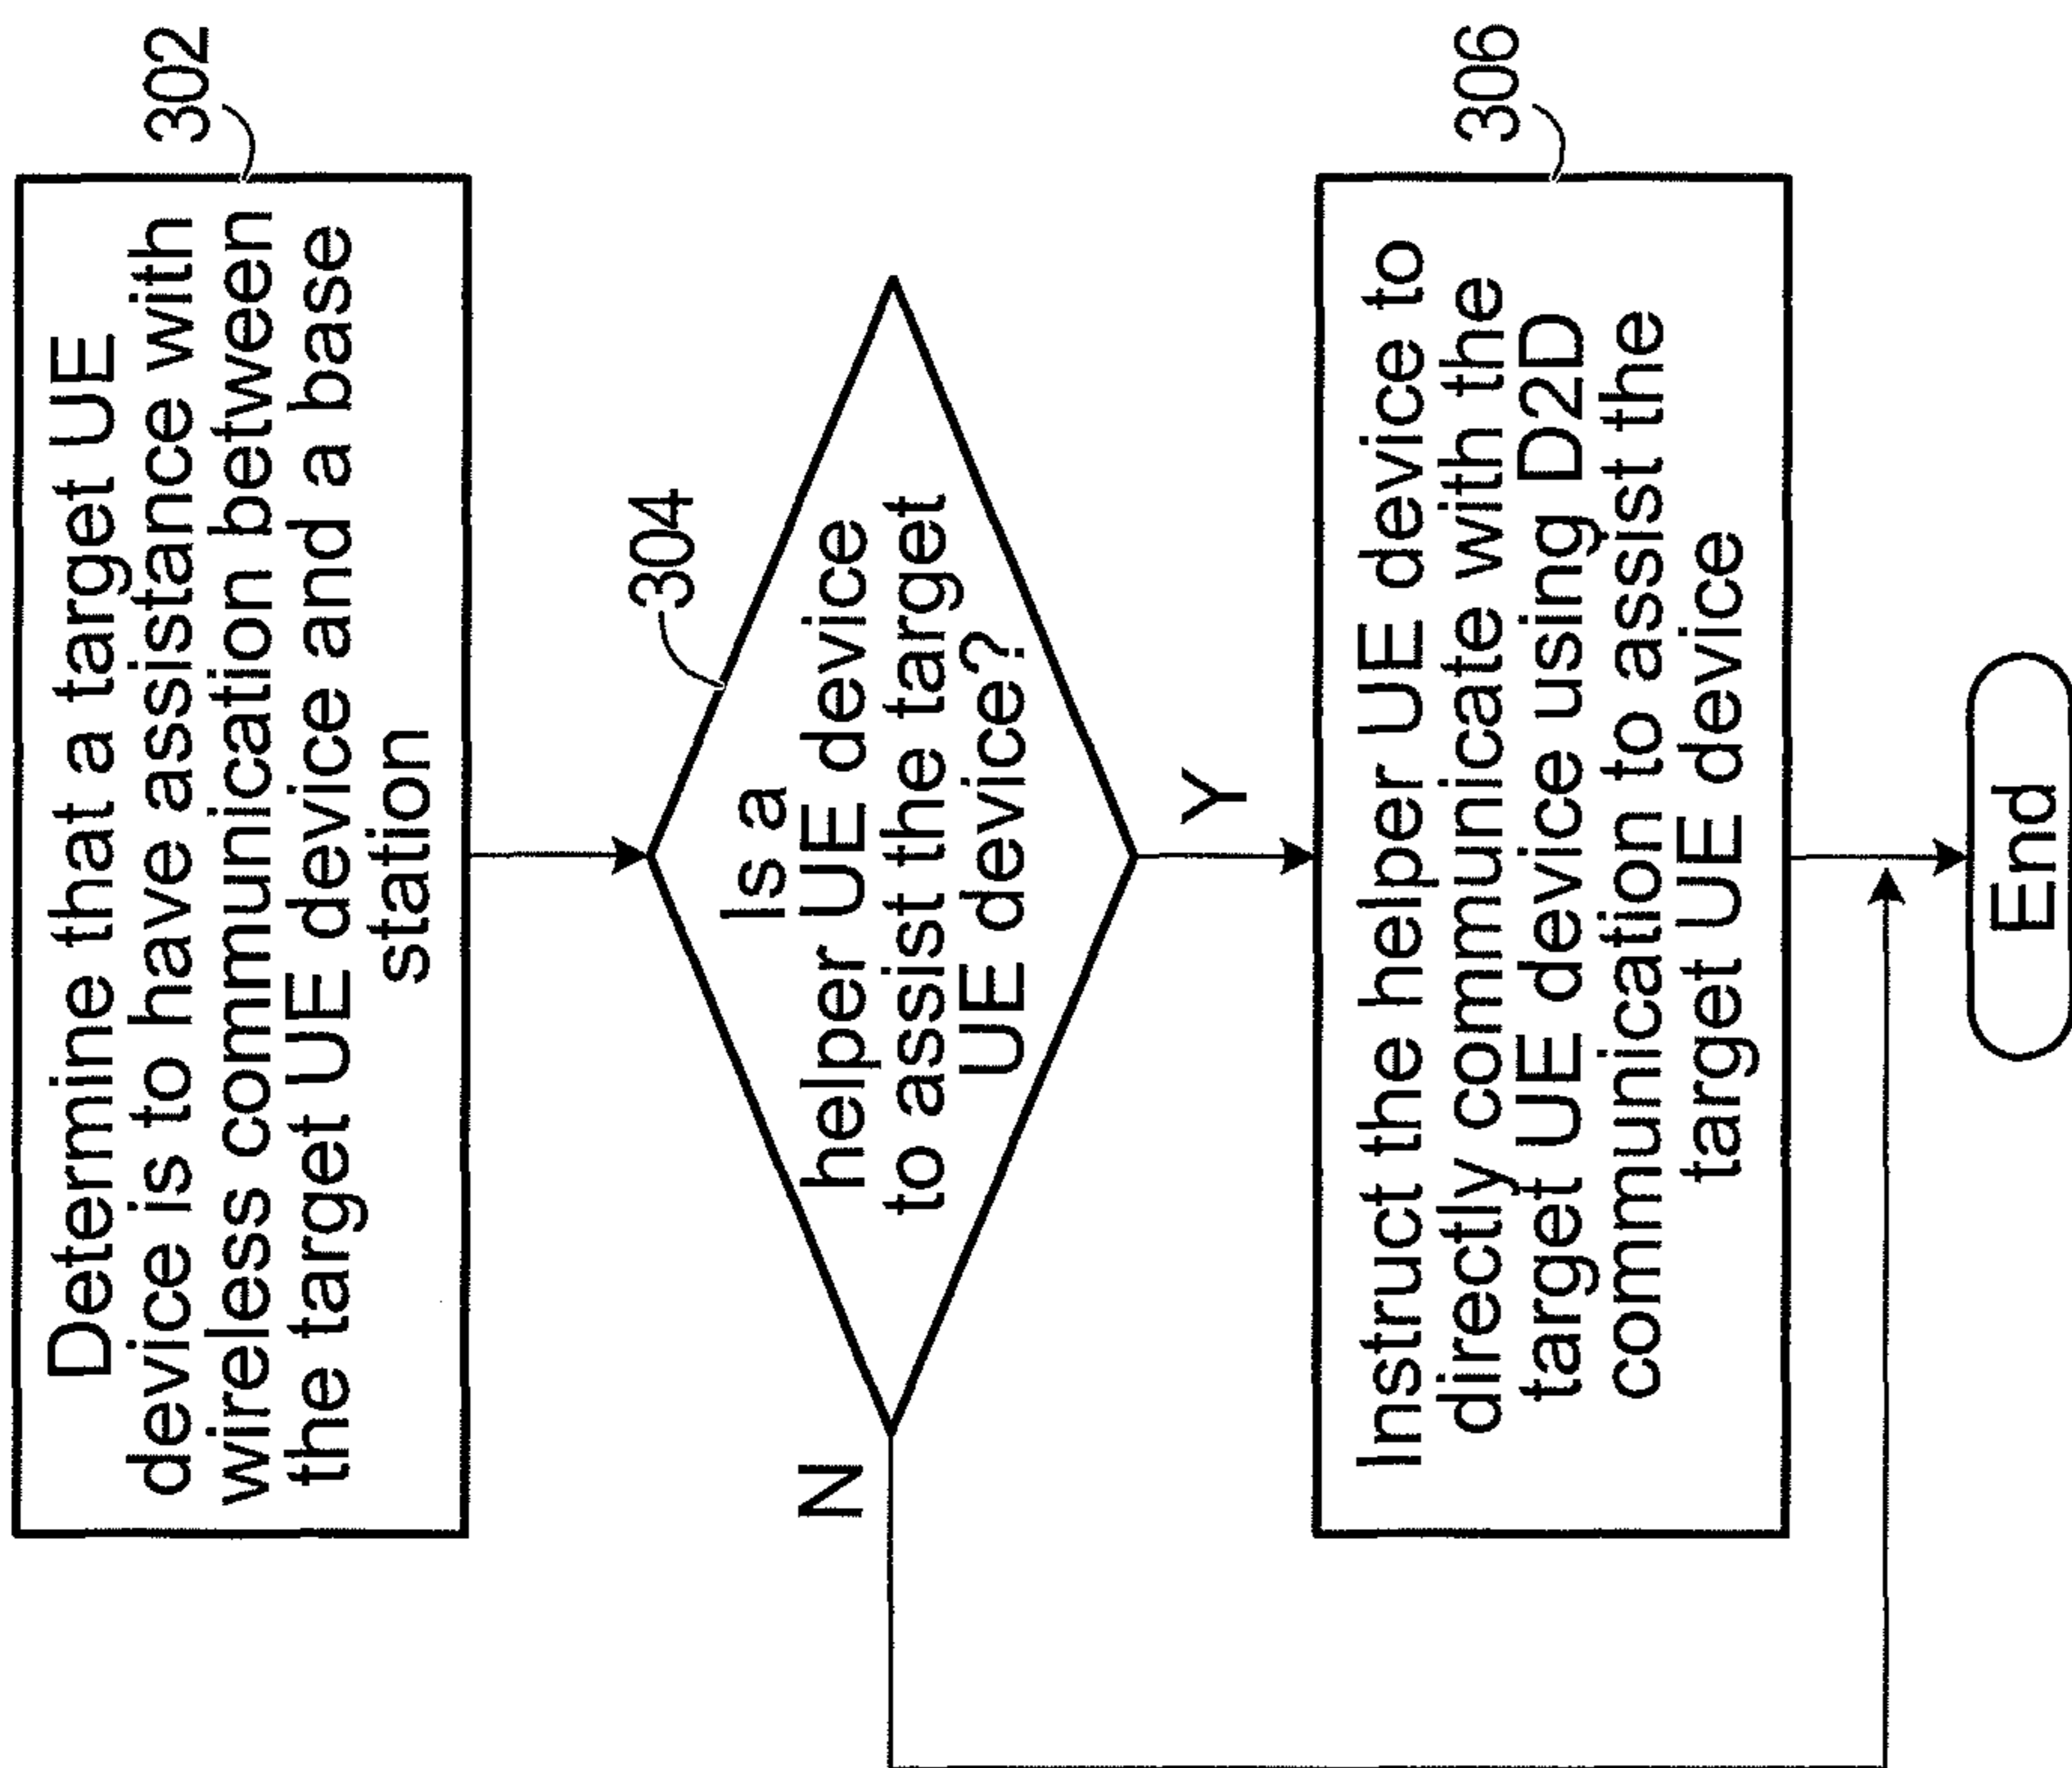 Determine that a target UE
device is to have assistance with
wireless communication between
the target UE device and a base
station
302
304
Is a
helper UE device
to assist the target
UE device?
N
Y
Instruct the helper UE device to
directly communicate with the
target UE device using D2D
communication to assist the
target UE device
306
End